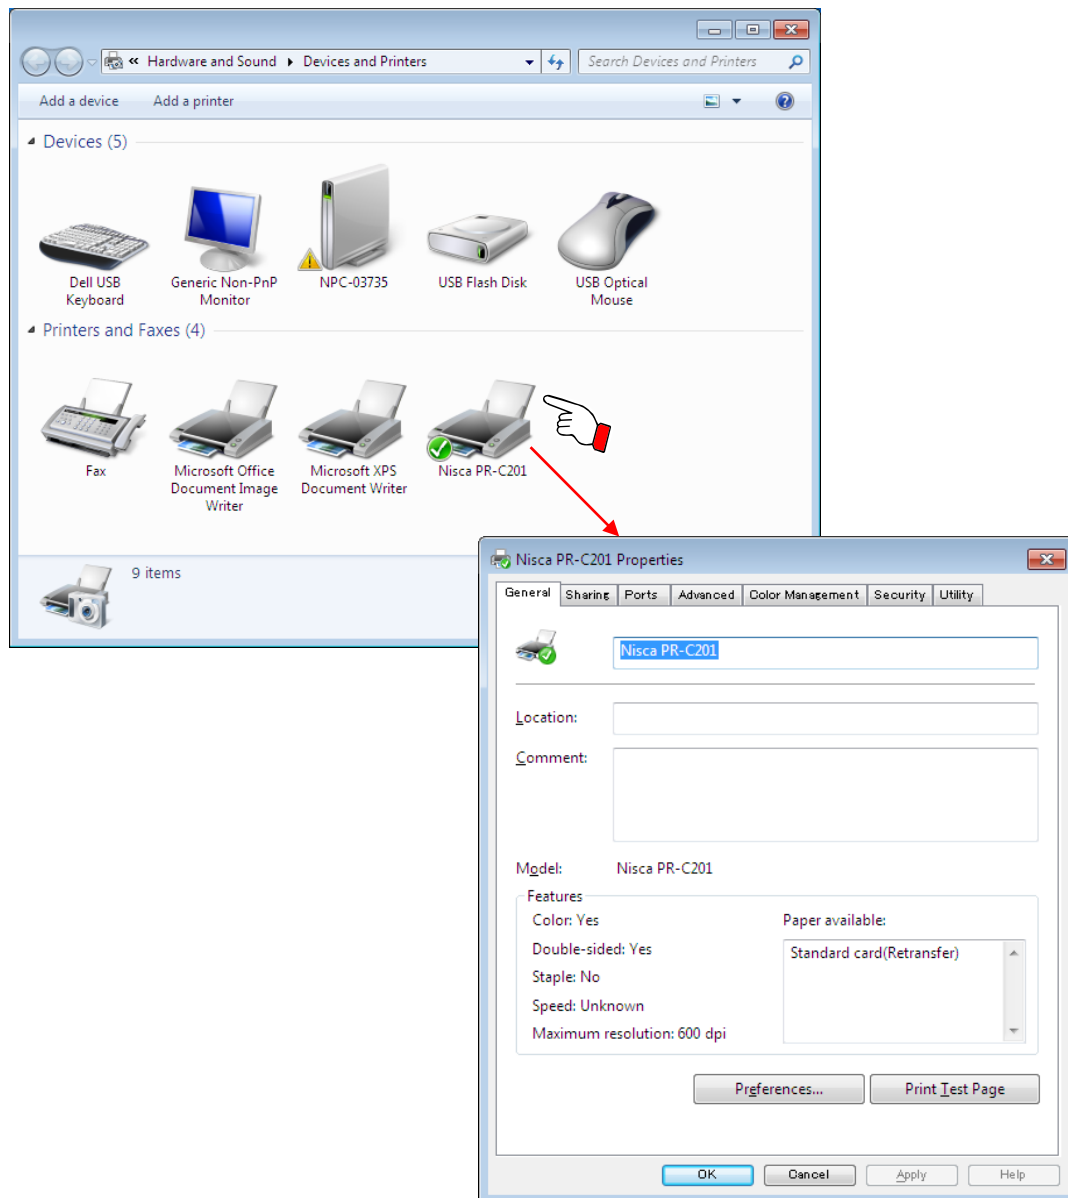 « Hardware and Sound ▸ Devices and Printers
Search Devices and Printers
Add a device Add a printer
Devices (5)
Dell USB
Keyboard
Generic Non-PnP
Monitor
NPC-03735
USB Flash Disk
USB Optical
Mouse
Printers and Faxes (4)
Fax
Microsoft Office
Document Image
Writer
Microsoft XPS
Document Writer
Nisca PR-C201
9 items
Nisca PR-C201 Properties
General Sharing Ports Advanced Color Management Security Utility
Nisca PR-C201
Location:
Comment:
Model: Nisca PR-C201
Features
Color: Yes
Double-sided: Yes
Staple: No
Speed: Unknown
Maximum resolution: 600 dpi
Paper available:
Standard card(Retransfer)
Preferences... Print Test Page
OK Cancel Apply Help